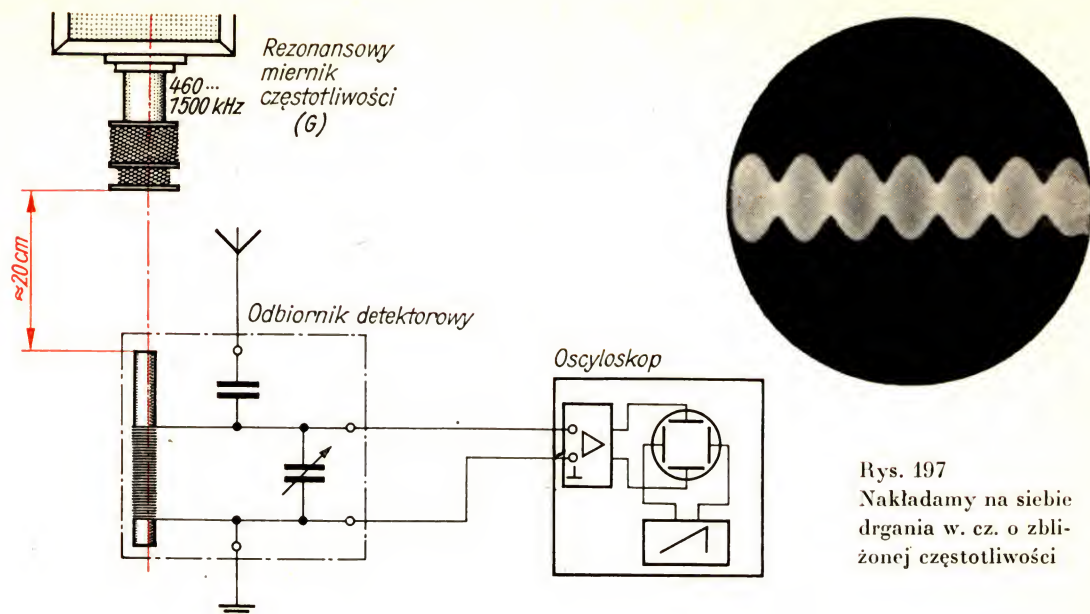 Rezonansowy
miernik
częstotliwości
(G)
460...
1500 kHz
≈20cm
Odbiornik detektorowy
Oscyloskop
Rys. 197
Nakładamy na siebie
drgania w. cz. o zbli-
żonej częstotliwości